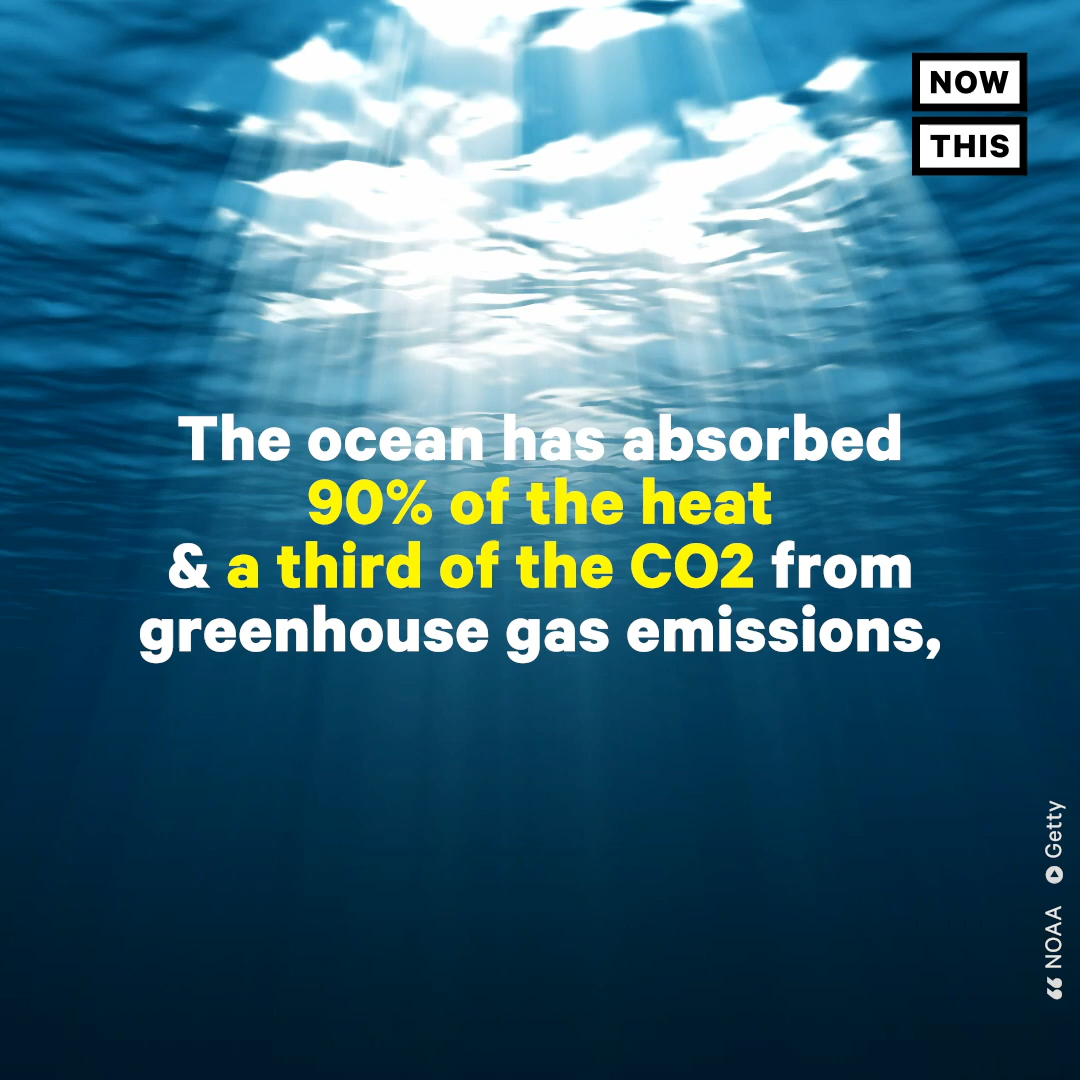 NOW
THIS
The ocean has absorbed
90% of the heat
& a third of the CO2 from
greenhouse gas emissions,
NOAA Getty